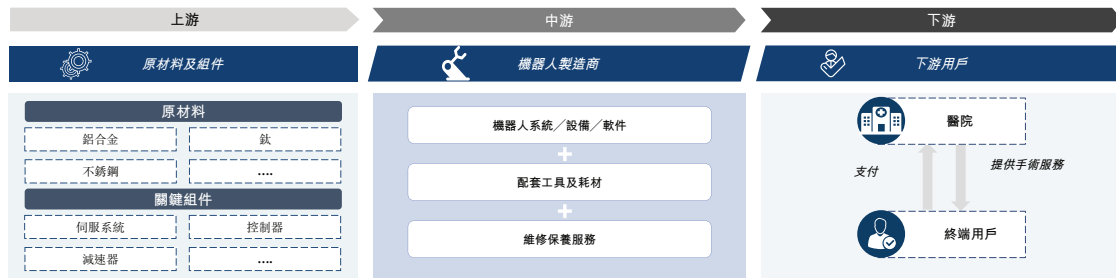 上游
中游
下游
原材料及組件
機器人製造商
下游用戶
原材料
鋁合金
鈦
不銹鋼
....
關鍵組件
伺服系統
控制器
減速器
....
機器人系統／設備／軟件
+
配套工具及耗材
+
維修保養服務
醫院
支付
提供手術服務
終端用戶